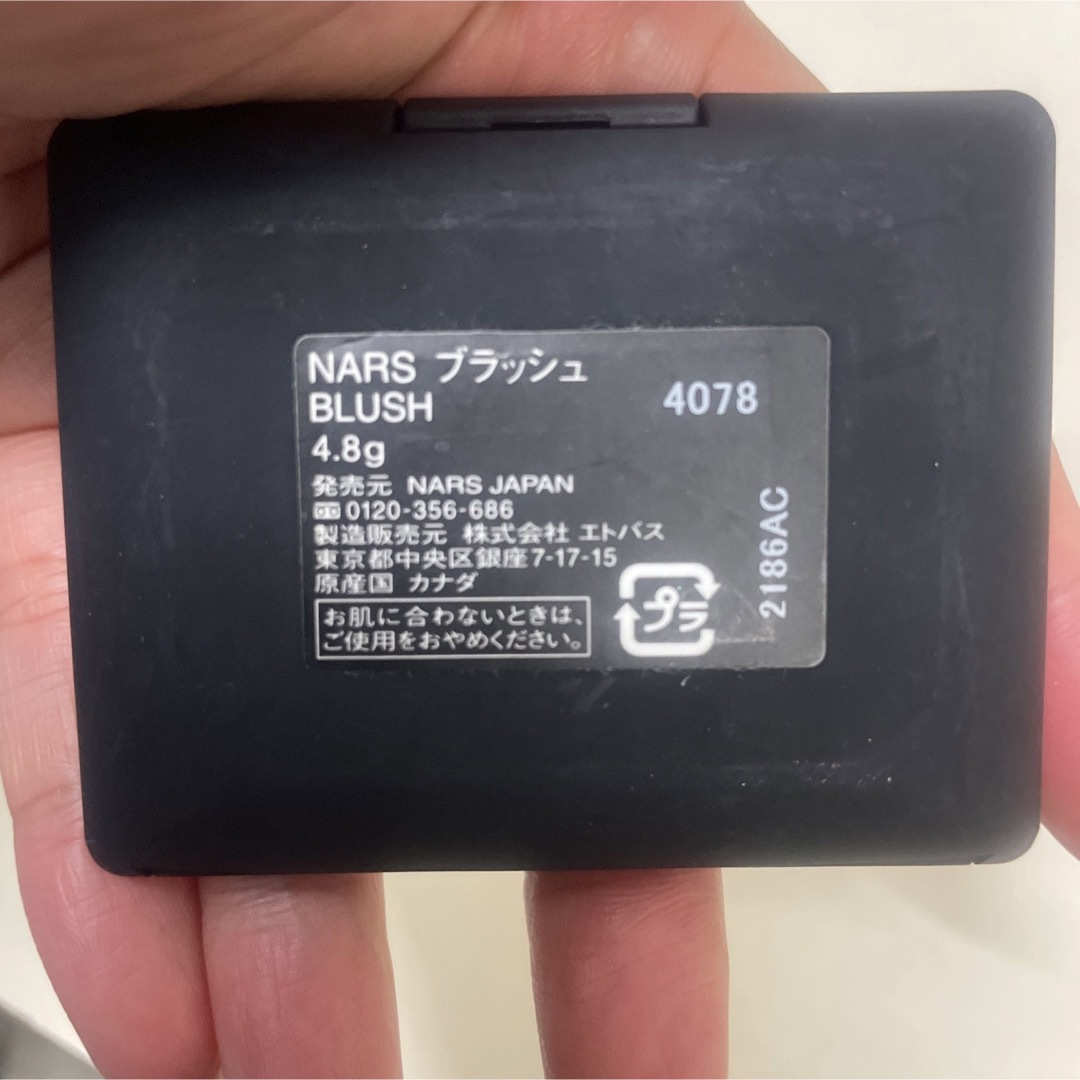 NARS ブラッシュ
BLUSH
4078
4.8g
発売元 NARS JAPAN
0120-356-686
製造販売元 株式会社 エトバス
東京都中央区銀座7-17-15
原産国 カナダ
お肌に合わないときは、
ご使用をおやめください。
プラ
2186AC